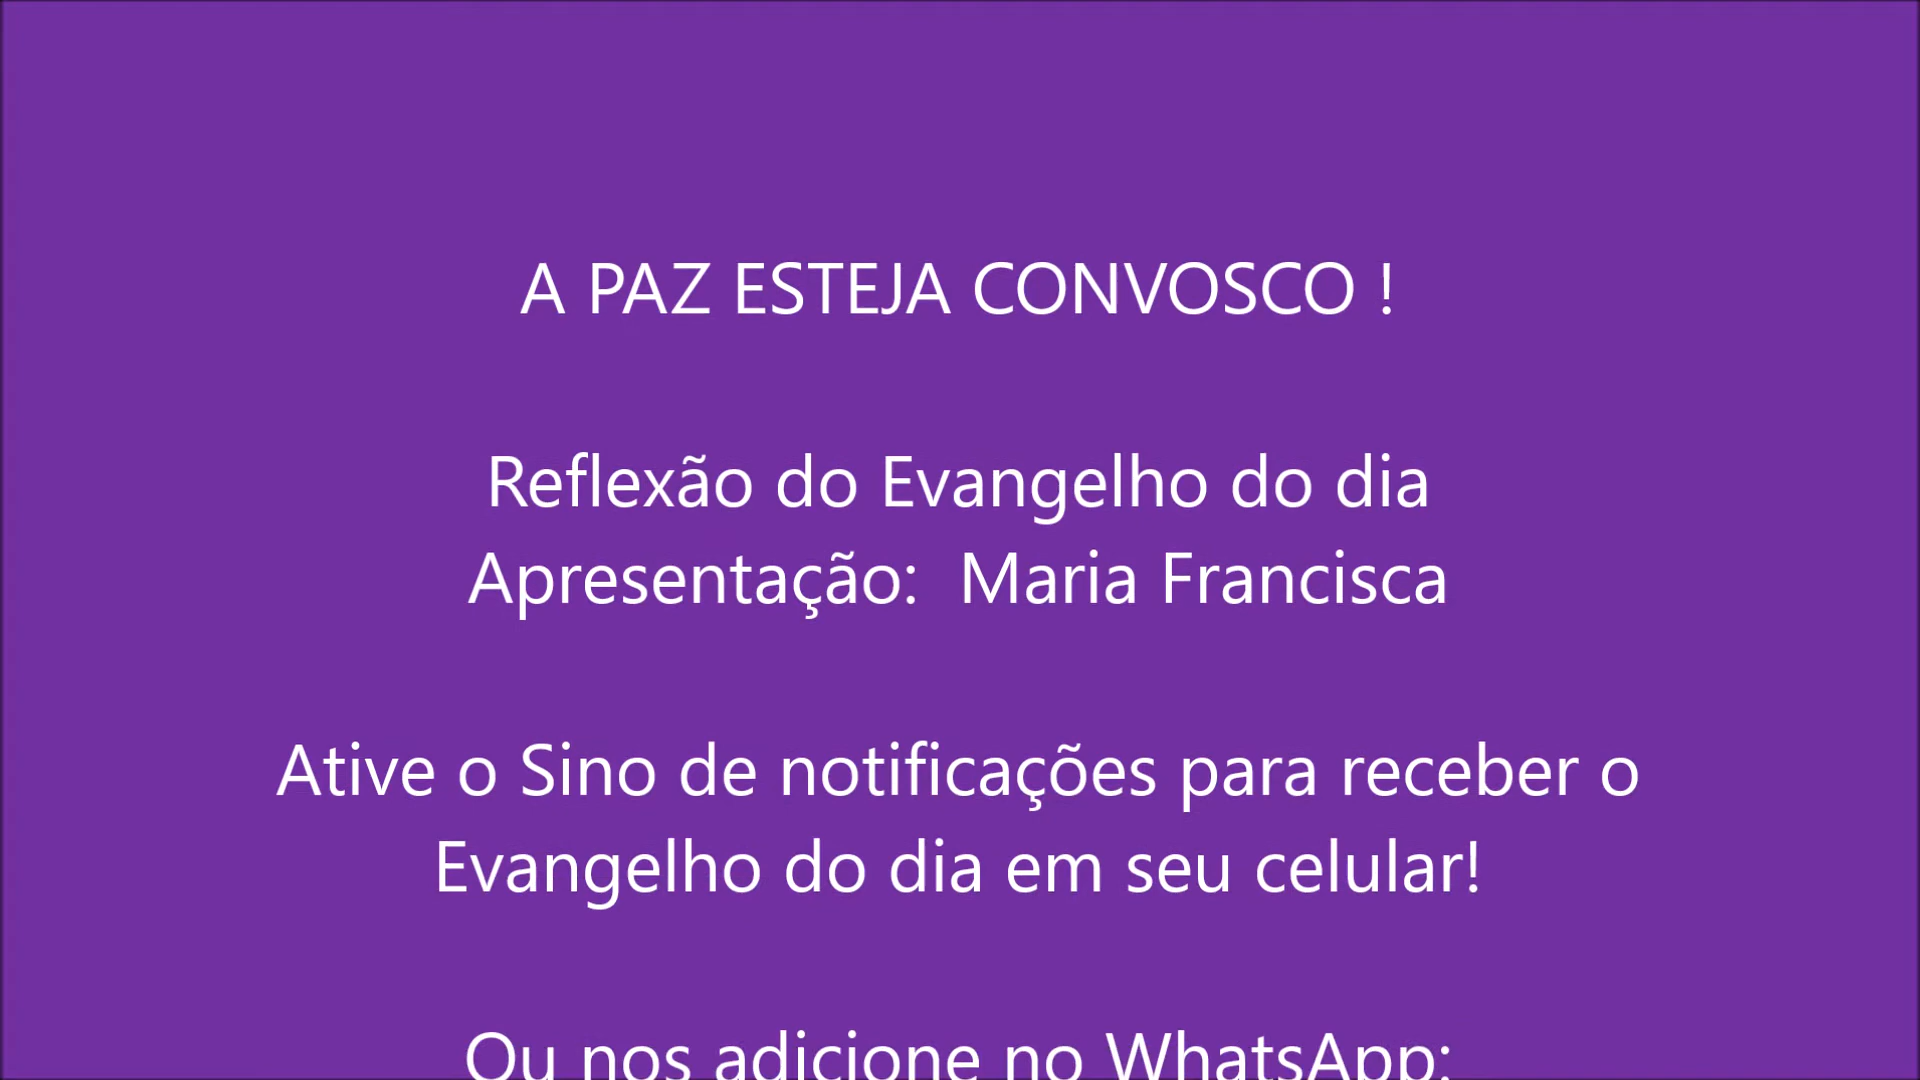 A PAZ ESTEJA CONVOSCO !
Reflexão do Evangelho do dia
Apresentação:  Maria Francisca
Ative o Sino de notificações para receber o
Evangelho do dia em seu celular!
Ou nos adicione no WhatsApp: